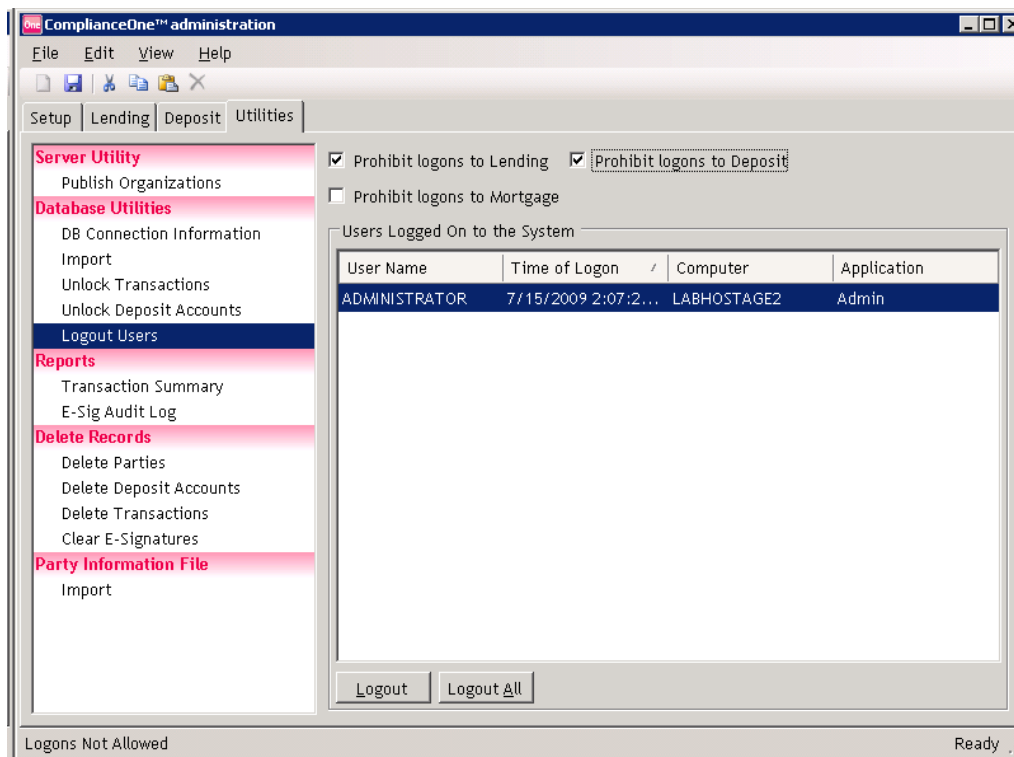 One ComplianceOne™ administration
File Edit View Help
Setup Lending Deposit Utilities
Server Utility
Publish Organizations
Database Utilities
DB Connection Information
Import
Unlock Transactions
Unlock Deposit Accounts
Logout Users
Reports
Transaction Summary
E-Sig Audit Log
Delete Records
Delete Parties
Delete Deposit Accounts
Delete Transactions
Clear E-Signatures
Party Information File
Import
Prohibit logons to Lending Prohibit logons to Deposit
Prohibit logons to Mortgage
Users Logged On to the System
User Name Time of Logon Computer Application
ADMINISTRATOR 7/15/2009 2:07:2... LABHOSTAGE2 Admin
Logout Logout All
Logons Not Allowed Ready